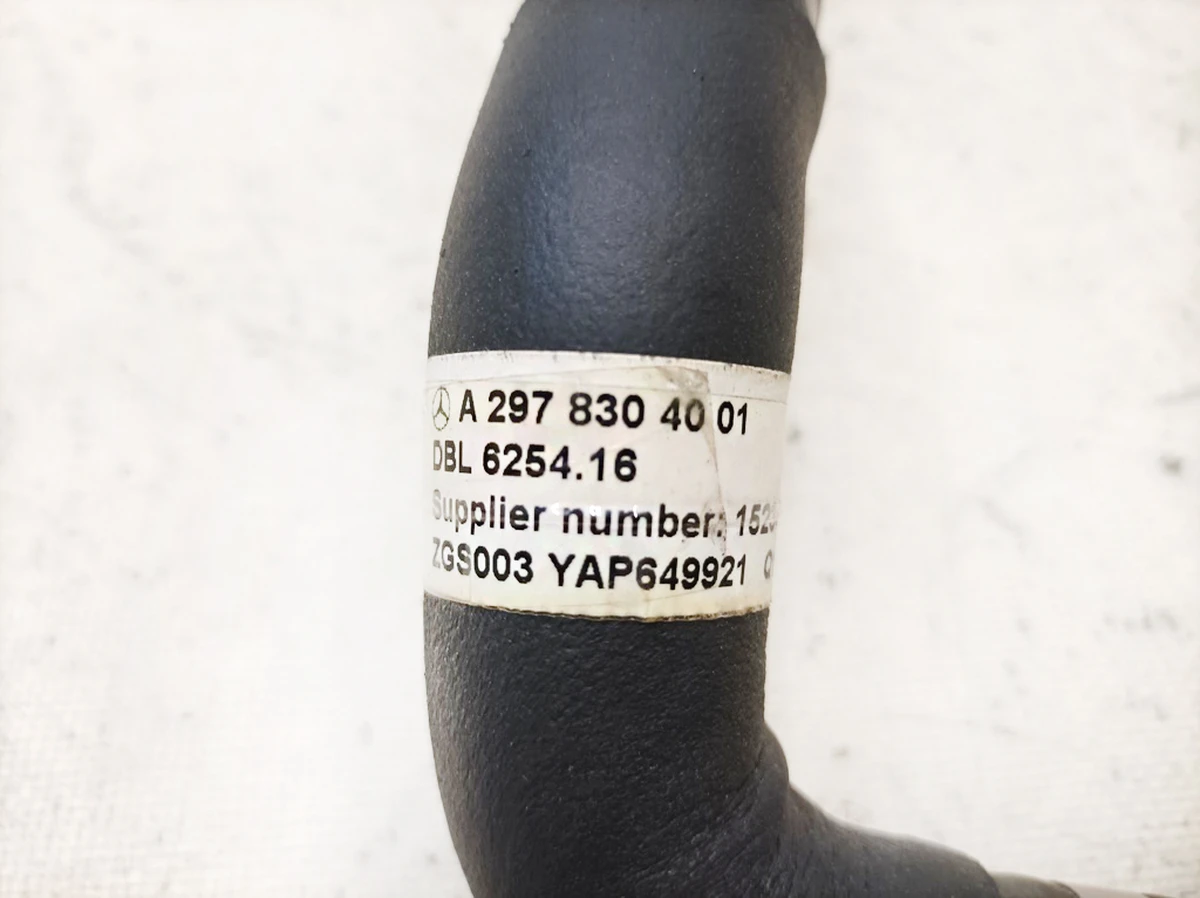 A 297 830 40 01
DBL 6254.16
Supplier number:
ZGS003 YAP649921